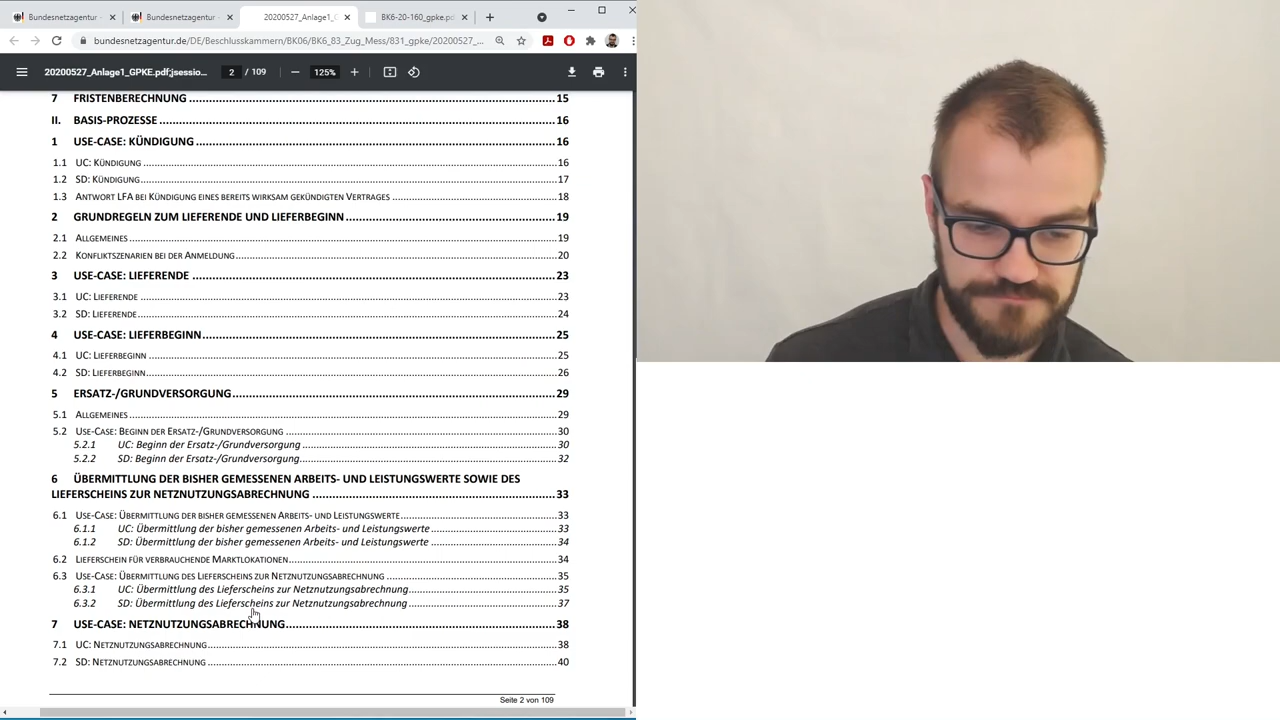 Bundesnetzagentur -
Bundesnetzagentur -
20200527_Anlage1_G
BK6-20-160_gpke.pd
bundesnetzagentur.de/DE/Beschlusskammern/BK06/BK6_83_Zug_Mess/831_gpke/20200527_...
20200527_Anlage1_GPKE.pdf;jsessio... 2 / 109 125%
7 FRISTENBERECHNUNG 15
II. BASIS-PROZESSE 16
1 USE-CASE: KÜNDIGUNG 16
1.1 UC: KÜNDIGUNG 16
1.2 SD: KÜNDIGUNG 17
1.3 ANTWORT LFA BEI KÜNDIGUNG EINES BEREITS WIRKSAM GEKÜNDIGTEN VERTRAGES 18
2 GRUNDREGELN ZUM LIEFERENDE UND LIEFERBEGINN 19
2.1 ALLGEMEINES 19
2.2 KONFLIKTSZENARIEN BEI DER ANMELDUNG 20
3 USE-CASE: LIEFERENDE 23
3.1 UC: LIEFERENDE 23
3.2 SD: LIEFERENDE 24
4 USE-CASE: LIEFERBEGINN 25
4.1 UC: LIEFERBEGINN 25
4.2 SD: LIEFERBEGINN 26
5 ERSATZ-/GRUNDVERSORGUNG 29
5.1 ALLGEMEINES 29
5.2 USE-CASE: BEGINN DER ERSATZ-/GRUNDVERSORGUNG 30
5.2.1 UC: Beginn der Ersatz-/Grundversorgung 30
5.2.2 SD: Beginn der Ersatz-/Grundversorgung 32
6 ÜBERMITTLUNG DER BISHER GEMESSENEN ARBEITS- UND LEISTUNGSWERTE SOWIE DES
LIEFERSCHEINS ZUR NETZNUTZUNGSABRECHNUNG 33
6.1 USE-CASE: ÜBERMITTLUNG DER BISHER GEMESSENEN ARBEITS- UND LEISTUNGSWERTE 33
6.1.1 UC: Übermittlung der bisher gemessenen Arbeits- und Leistungswerte 33
6.1.2 SD: Übermittlung der bisher gemessenen Arbeits- und Leistungswerte 34
6.2 LIEFERSCHEIN FÜR VERBRAUCHENDE MARKTLOKATIONEN 34
6.3 USE-CASE: ÜBERMITTLUNG DES LIEFERSCHEINS ZUR NETZNUTZUNGSABRECHNUNG 35
6.3.1 UC: Übermittlung des Lieferscheins zur Netznutzungsabrechnung 35
6.3.2 SD: Übermittlung des Lieferscheins zur Netznutzungsabrechnung 37
7 USE-CASE: NETZNUTZUNGSABRECHNUNG 38
7.1 UC: NETZNUTZUNGSABRECHNUNG 38
7.2 SD: NETZNUTZUNGSABRECHNUNG 40
Seite 2 von 109